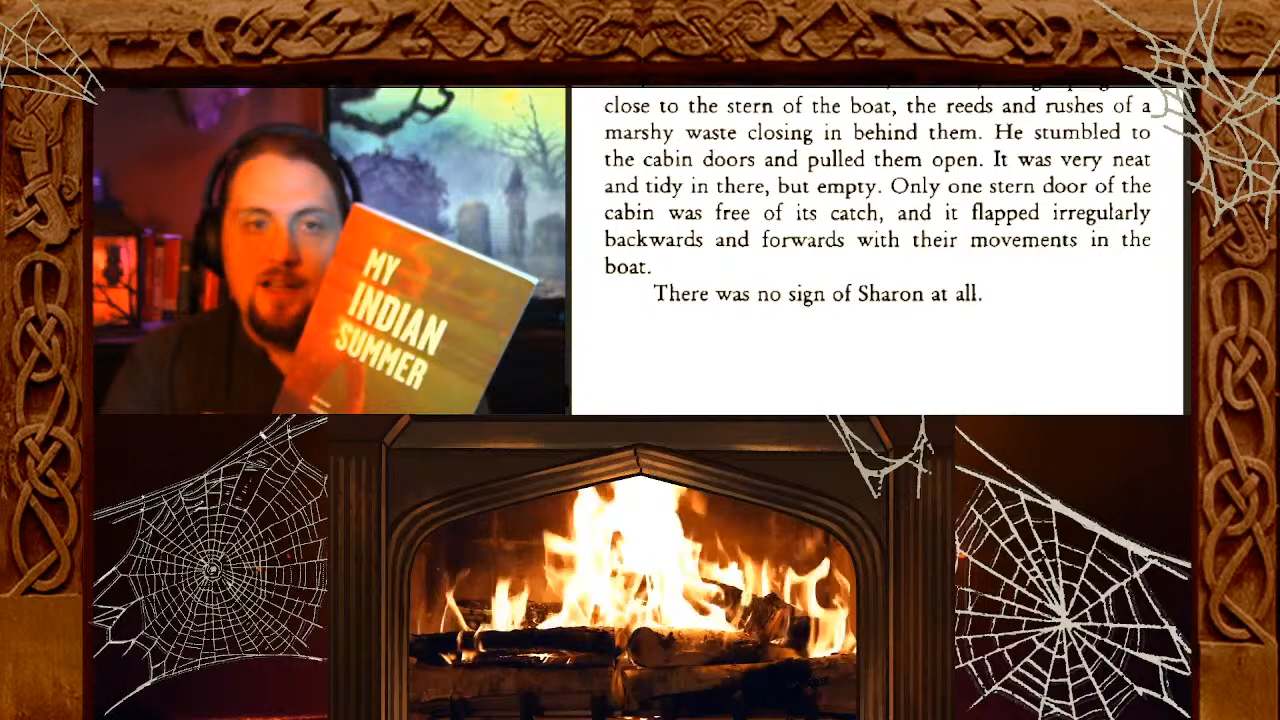 MY
INDIAN
SUMMER
close to the stern of the boat, the reeds and rushes of a
marshy waste closing in behind them. He stumbled to
the cabin doors and pulled them open. It was very neat
and tidy in there, but empty. Only one stern door of the
cabin was free of its catch, and it flapped irregularly
backwards and forwards with their movements in the
boat.
There was no sign of Sharon at all.